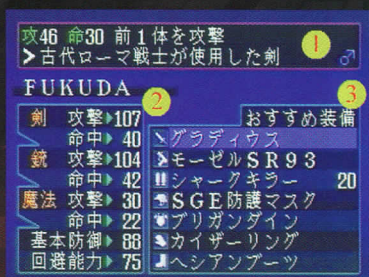 攻46 命30 前1体を攻撃
>古代ローマ戦士が使用した剣 ♂
1
FUKUDA
2
3
剣 攻撃▶107
命中▶ 40
銃 攻撃▶104
命中▶ 42
魔法 攻撃▶ 30
命中▶ 22
基本防御▶ 88
回避能力▶ 75
おすすめ装備
グラディウス
モーゼルSR93
シャークキラー 20
SGE防護マスク
ブリガンダイン
カイザーリング
ヘシアンブーツ